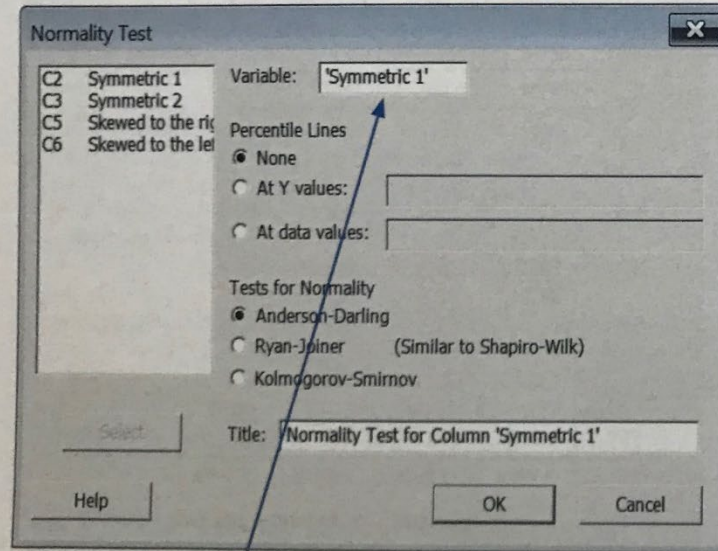 Normality Test
C2 Symmetric 1
C3 Symmetric 2
C5 Skewed to the rig
C6 Skewed to the lef
Variable: 'Symmetric 1'
Percentile Lines
None
At Y values:
At data values:
Tests for Normality
Anderson-Darling
Ryan-Joiner (Similar to Shapiro-Wilk)
Kolmogorov-Smirnov
Select
Title: Normality Test for Column 'Symmetric 1'
Help OK Cancel